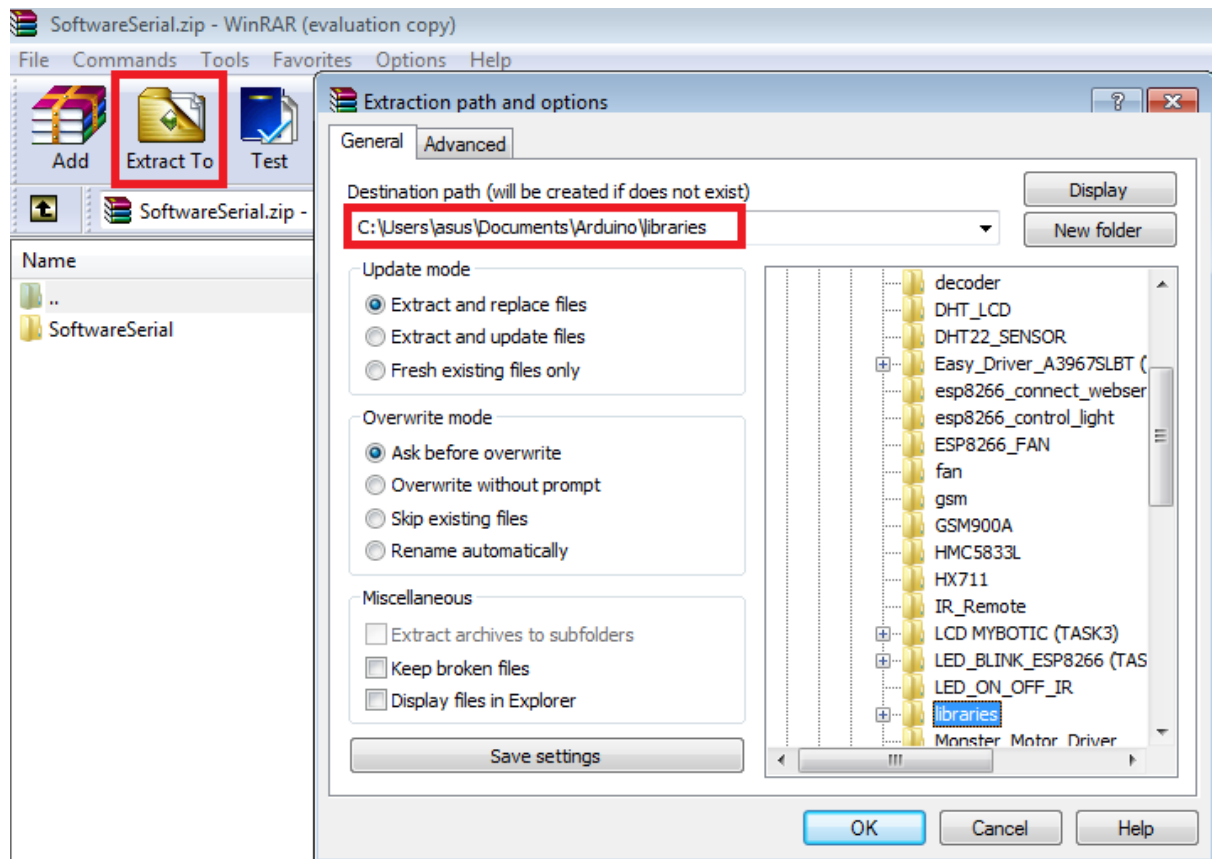 SoftwareSerial.zip - WinRAR (evaluation copy)
File Commands Tools Favorites Options Help
Add
Extract To
Test
SoftwareSerial.zip -
Name
..
SoftwareSerial
Extraction path and options
General
Advanced
Destination path (will be created if does not exist)
C:\Users\asus\Documents\Arduino\libraries
Display
New folder
Update mode
Extract and replace files
Extract and update files
Fresh existing files only
Overwrite mode
Ask before overwrite
Overwrite without prompt
Skip existing files
Rename automatically
Miscellaneous
Extract archives to subfolders
Keep broken files
Display files in Explorer
Save settings
decoder
DHT_LCD
DHT22_SENSOR
Easy_Driver_A3967SLBT (
esp8266_connect_webser
esp8266_control_light
ESP8266_FAN
fan
gsm
GSM900A
HMC5833L
HX711
IR_Remote
LCD MYBOTIC (TASK3)
LED_BLINK_ESP8266 (TAS
LED_ON_OFF_IR
libraries
Monster_Motor_Driver
OK
Cancel
Help